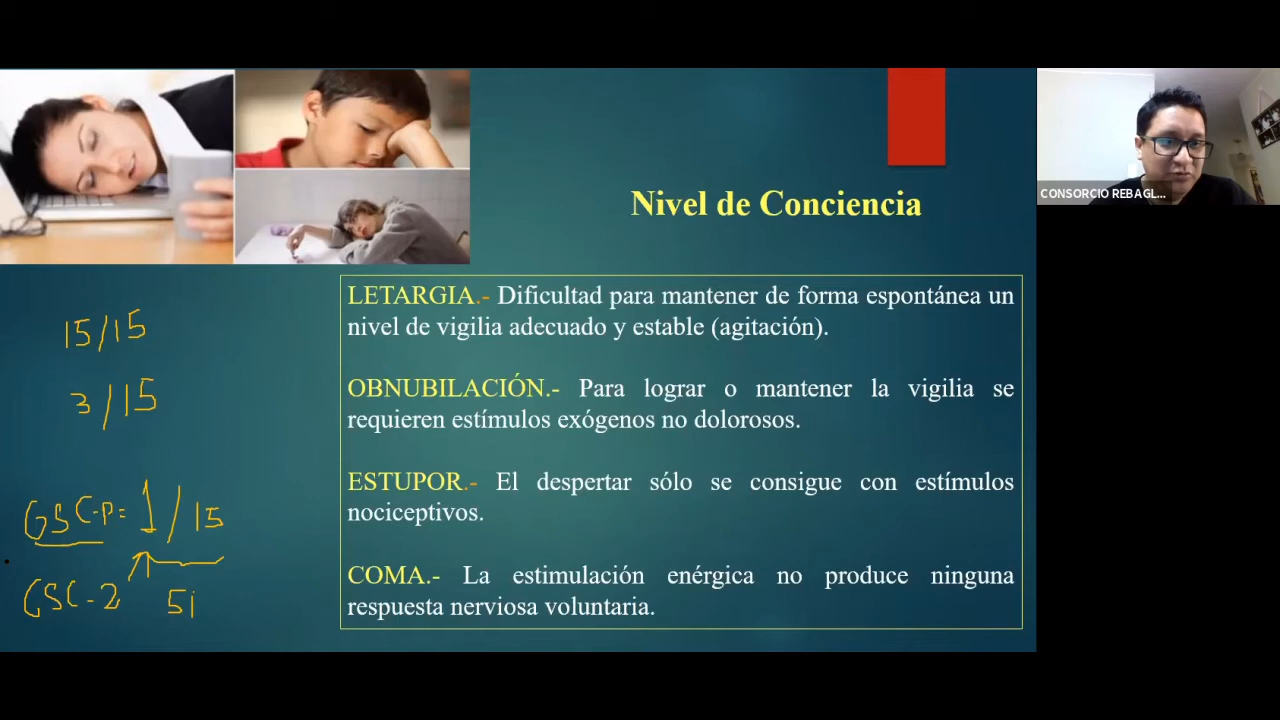 Nivel de Conciencia
CONSORCIO REBAGL...
LETARGIA.- Dificultad para mantener de forma espontánea un
nivel de vigilia adecuado y estable (agitación).
OBNUBILACIÓN.- Para lograr o mantener la vigilia se
requieren estímulos exógenos no dolorosos.
ESTUPOR.- El despertar sólo se consigue con estímulos
nociceptivos.
COMA.- La estimulación enérgica no produce ninguna
respuesta nerviosa voluntaria.
15/15
3/15
GSC-P= 1/15
GSC-2